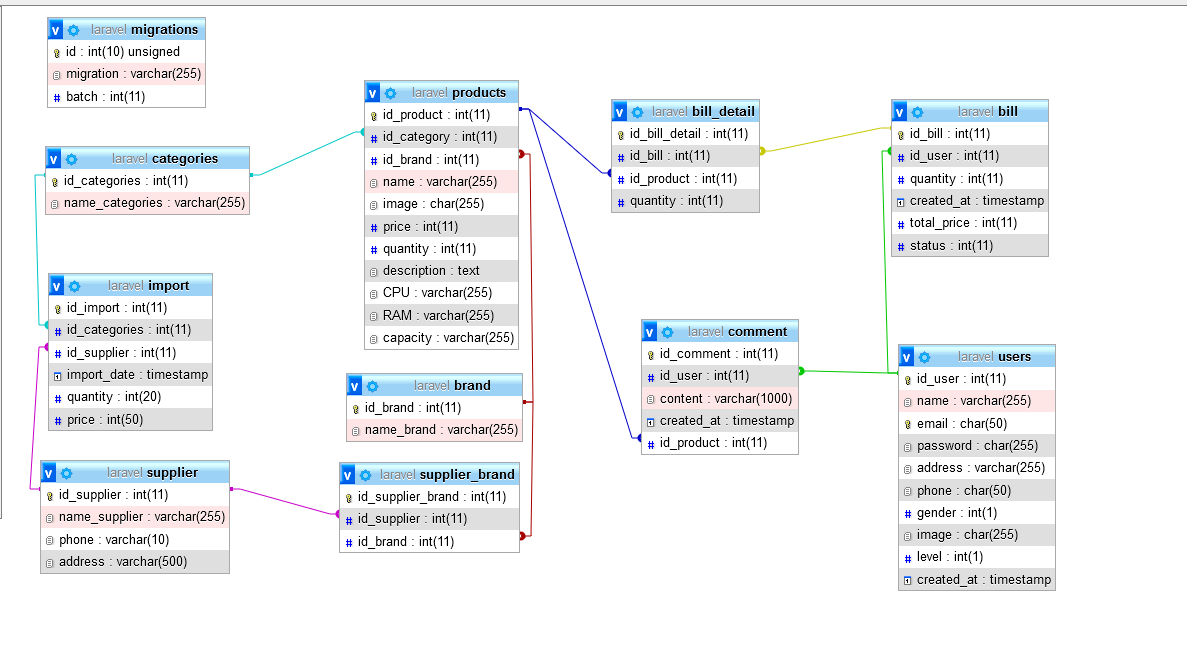 v laravel migrations
id : int(10) unsigned
migration : varchar(255)
# batch : int(11)
v laravel categories
id_categories : int(11)
name_categories : varchar(255)
v laravel import
id_import : int(11)
# id_categories : int(11)
# id_supplier : int(11)
import_date : timestamp
# quantity : int(20)
# price : int(50)
v laravel supplier
id_supplier : int(11)
name_supplier : varchar(255)
phone : varchar(10)
address : varchar(500)
v laravel products
id_product : int(11)
# id_category : int(11)
# id_brand : int(11)
name : varchar(255)
image : char(255)
# price : int(11)
# quantity : int(11)
description : text
CPU : varchar(255)
RAM : varchar(255)
capacity : varchar(255)
v laravel brand
id_brand : int(11)
name_brand : varchar(255)
v laravel supplier_brand
id_supplier_brand : int(11)
# id_supplier : int(11)
# id_brand : int(11)
v laravel bill_detail
id_bill_detail : int(11)
# id_bill : int(11)
# id_product : int(11)
# quantity : int(11)
v laravel comment
id_comment : int(11)
# id_user : int(11)
content : varchar(1000)
created_at : timestamp
# id_product : int(11)
v laravel bill
id_bill : int(11)
# id_user : int(11)
# quantity : int(11)
created_at : timestamp
# total_price : int(11)
# status : int(11)
v laravel users
id_user : int(11)
name : varchar(255)
email : char(50)
password : char(255)
address : varchar(255)
phone : char(50)
# gender : int(1)
image : char(255)
# level : int(1)
created_at : timestamp